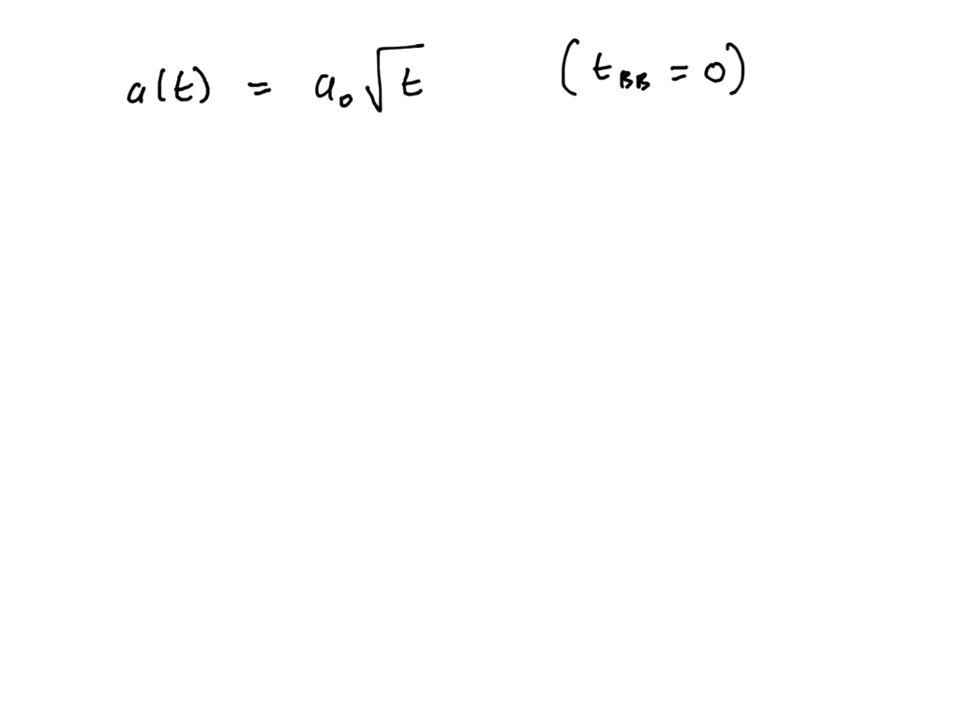 a(t) = a₀√t (t_BB = 0)